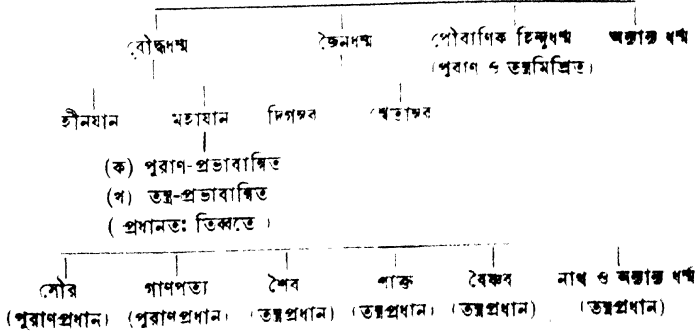 বৌদ্ধধর্ম্ম জৈনধর্ম্ম পৌরাণিক হিন্দুধর্ম্ম অন্যান্য ধর্ম্ম
(পুরাণ ও তন্ত্রমিশ্রিত)
হীনযান মহাযান দিগম্বর শ্বেতাম্বর
(ক) পুরাণ-প্রভাবান্বিত
(খ) তন্ত্র-প্রভাবান্বিত
( প্রধানতঃ তিব্বতে )
সৌর গাণপত্য শৈব শাক্ত বৈষ্ণব নাথ ও অন্যান্য ধর্ম্ম
(পুরাণপ্রধান) (পুরাণপ্রধান) (তন্ত্রপ্রধান) (তন্ত্রপ্রধান) (তন্ত্রপ্রধান) (তন্ত্রপ্রধান)